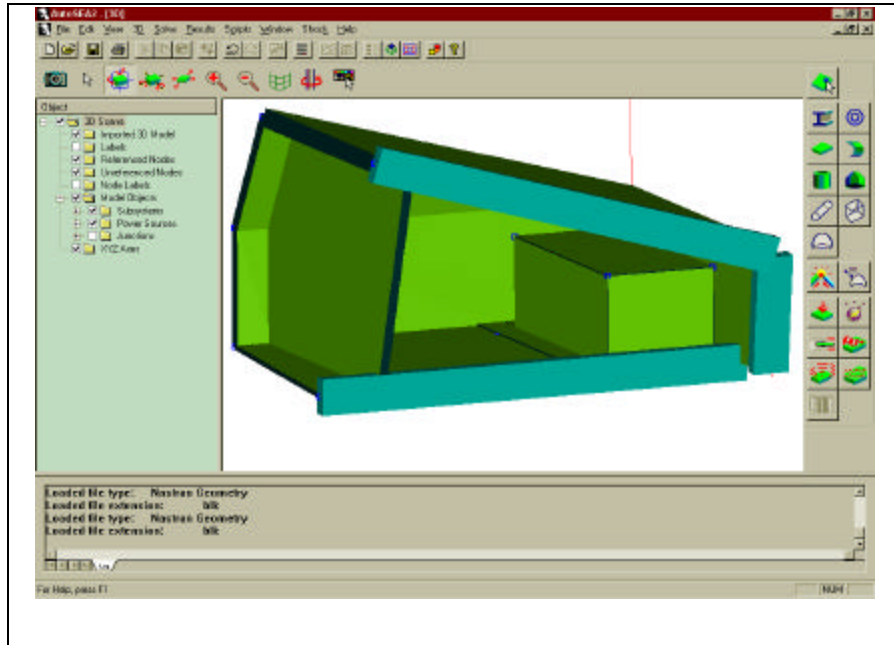 AutoSEA2 - [3D]
File Edit View 3D Solve Results Scripts Window Shock Help
Object
3D Scene
Imported 3D Model
Labels
Referenced Nodes
Unreferenced Nodes
Node Labels
Model Objects
Subsystems
Power Sources
Junctions
XYZ Axes
Loaded file type: Nastran Geometry
Loaded file extension: blk
Loaded file type: Nastran Geometry
Loaded file extension: blk
Log
For Help, press F1
NUM